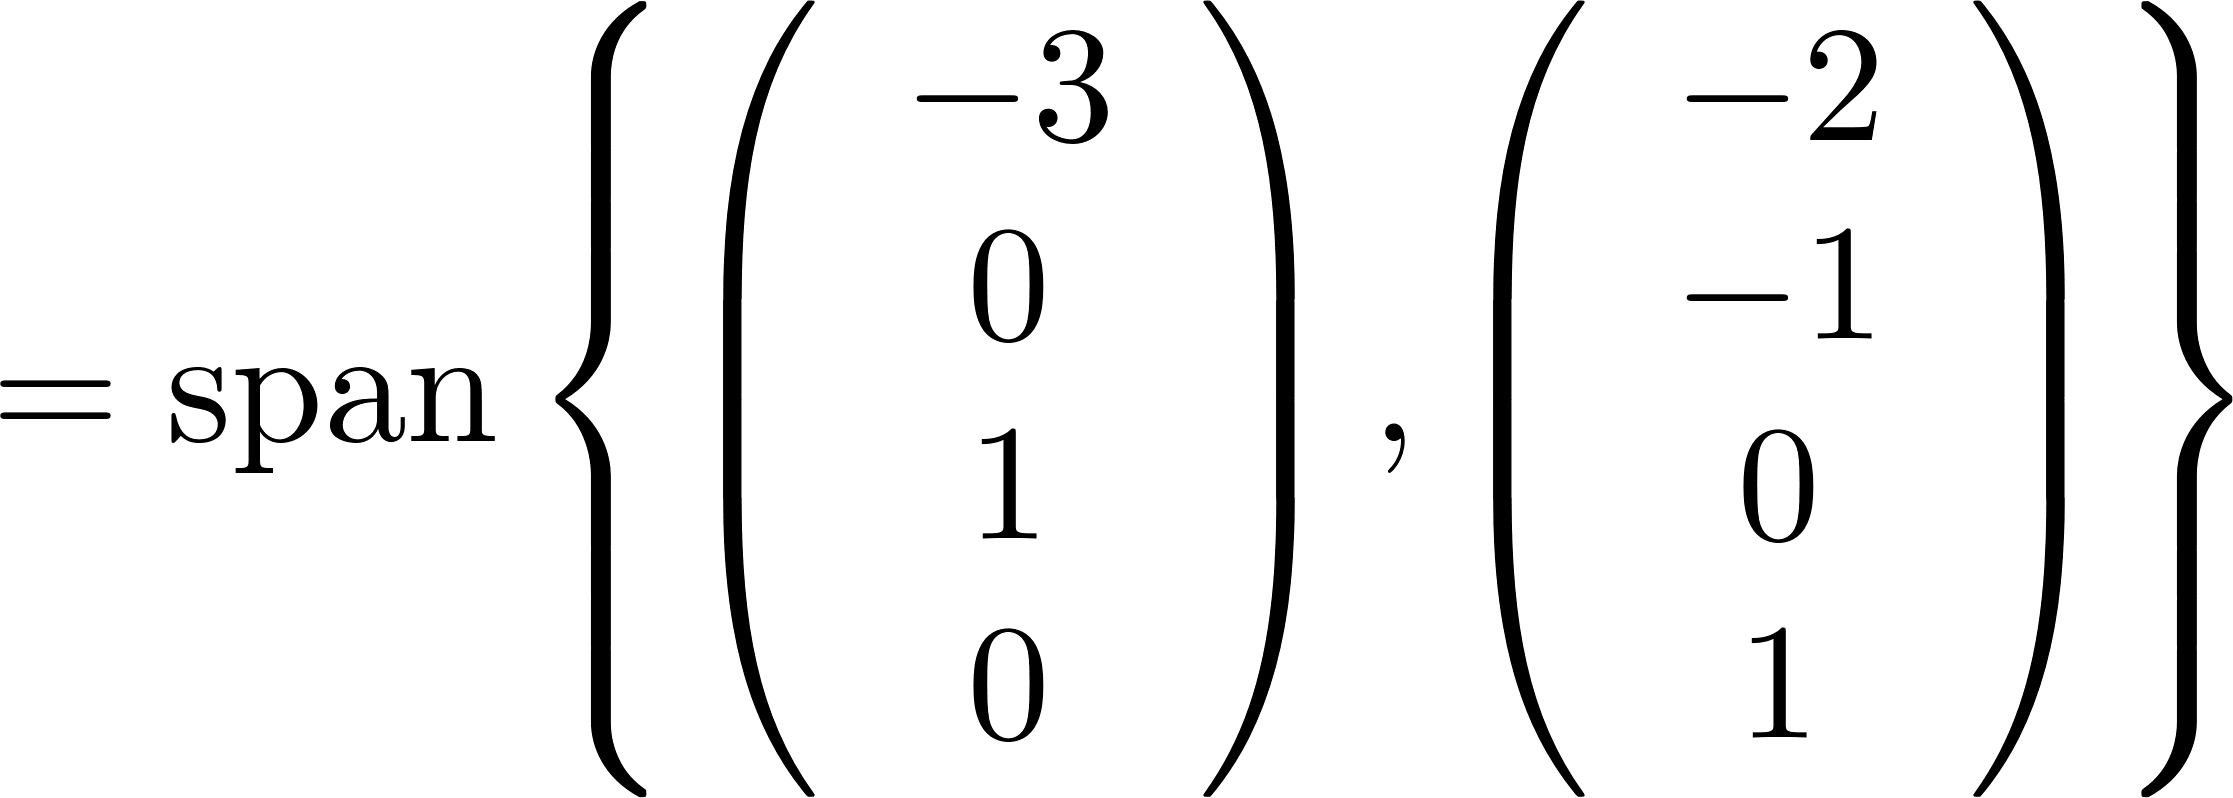 = span { ( −3 0 1 0 ) , ( −2 −1 0 1 ) }